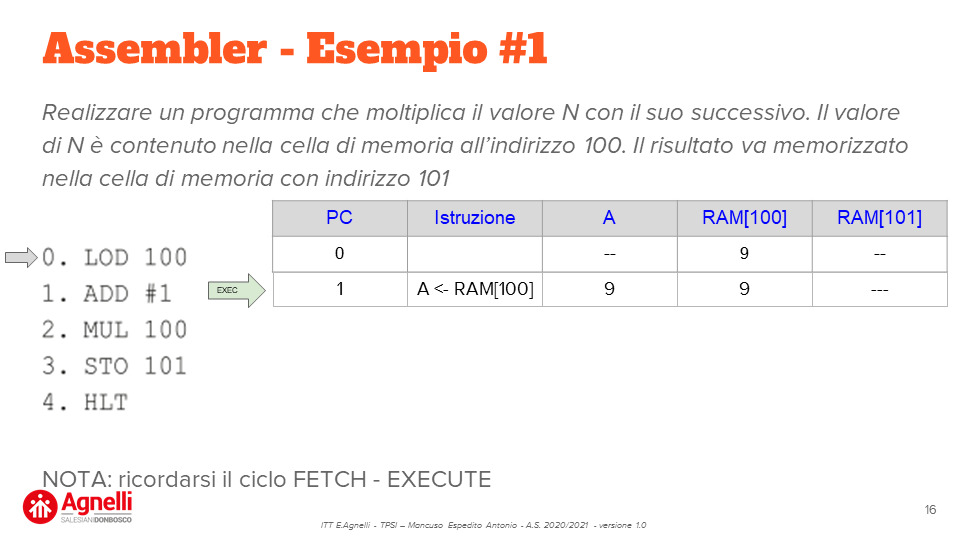 Assembler - Esempio #1
Realizzare un programma che moltiplica il valore N con il suo successivo. Il valore
di N è contenuto nella cella di memoria all’indirizzo 100. Il risultato va memorizzato
nella cella di memoria con indirizzo 101
PC Istruzione A RAM[100] RAM[101]
0 -- 9 --
1 A <- RAM[100] 9 9 ---
0. LOD 100
1. ADD #1
EXEC
2. MUL 100
3. STO 101
4. HLT
NOTA: ricordarsi il ciclo FETCH - EXECUTE
Agnelli
SALESIANI DONBOSCO
16
ITT E.Agnelli - TPSI – Mancuso Espedito Antonio - A.S. 2020/2021 - versione 1.0